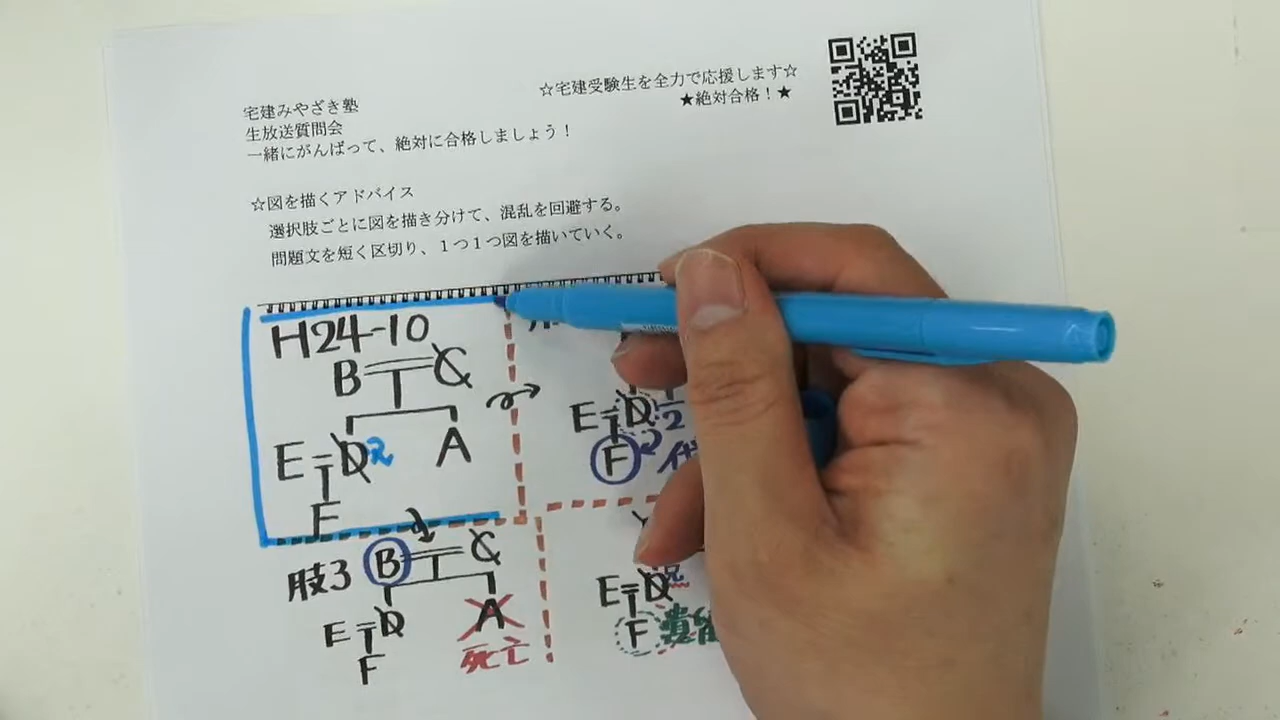 宅建みやざき塾
生放送質問会
一緒にがんばって、絶対に合格しましょう！
☆宅建受験生を全力で応援します☆
★絶対合格！★
☆図を描くアドバイス
選択肢ごとに図を描き分けて、混乱を回避する。
問題文を短く区切り、１つ１つ図を描いていく。
H24-10
B C
E D A
F
E D 1/2
F
肢3 B C
E D A
F 死亡
E D
F